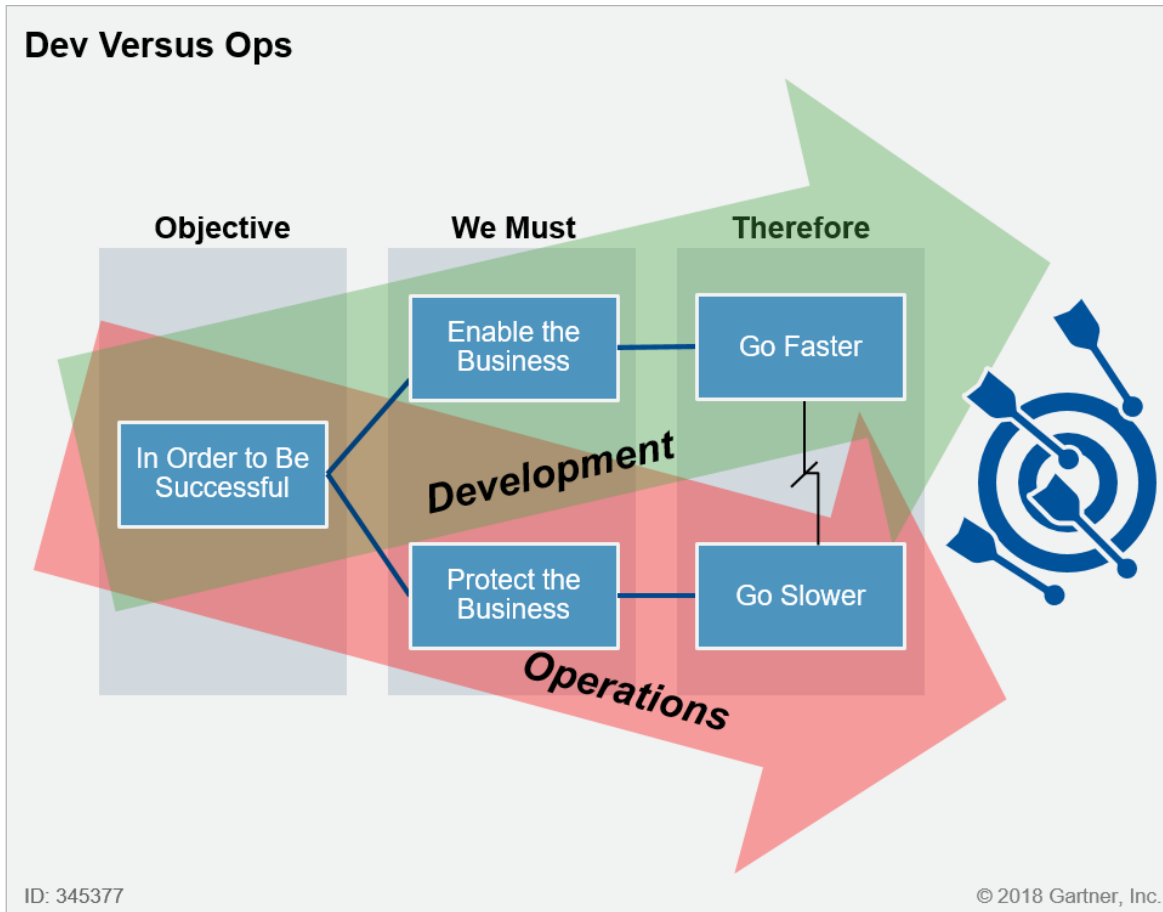 Dev Versus Ops
Objective
We Must
Therefore
Enable the
Business
Go Faster
In Order to Be
Successful
Development
Protect the
Business
Go Slower
Operations
ID: 345377
© 2018 Gartner, Inc.